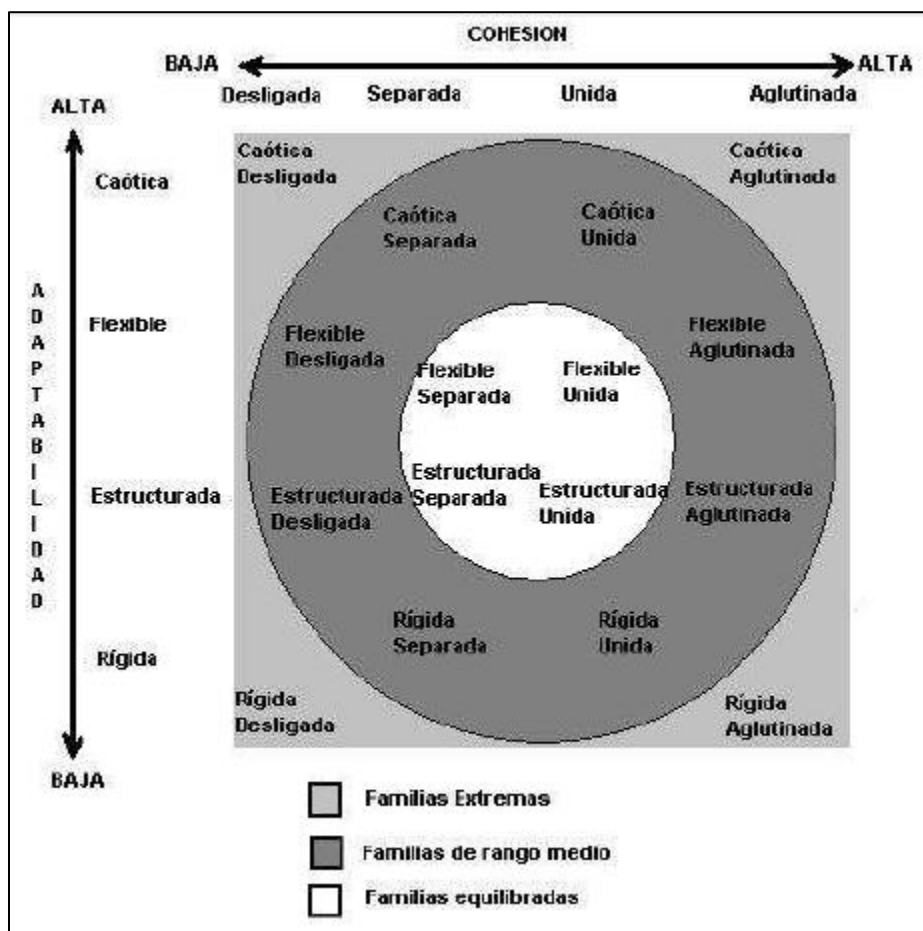 COHESION
BAJA
ALTA
Desligada Separada Unida Aglutinada
ALTA
Caótica
Flexible
Estructurada
Rígida
BAJA
ADAPTABILIDAD
Caótica
Desligada
Caótica
Aglutinada
Caótica
Separada
Caótica
Unida
Flexible
Desligada
Flexible
Separada
Flexible
Unida
Flexible
Aglutinada
Estructurada
Desligada
Estructurada
Separada
Estructurada
Unida
Estructurada
Aglutinada
Rígida
Separada
Rígida
Unida
Rígida
Desligada
Rígida
Aglutinada
Familias Extremas
Familias de rango medio
Familias equilibradas